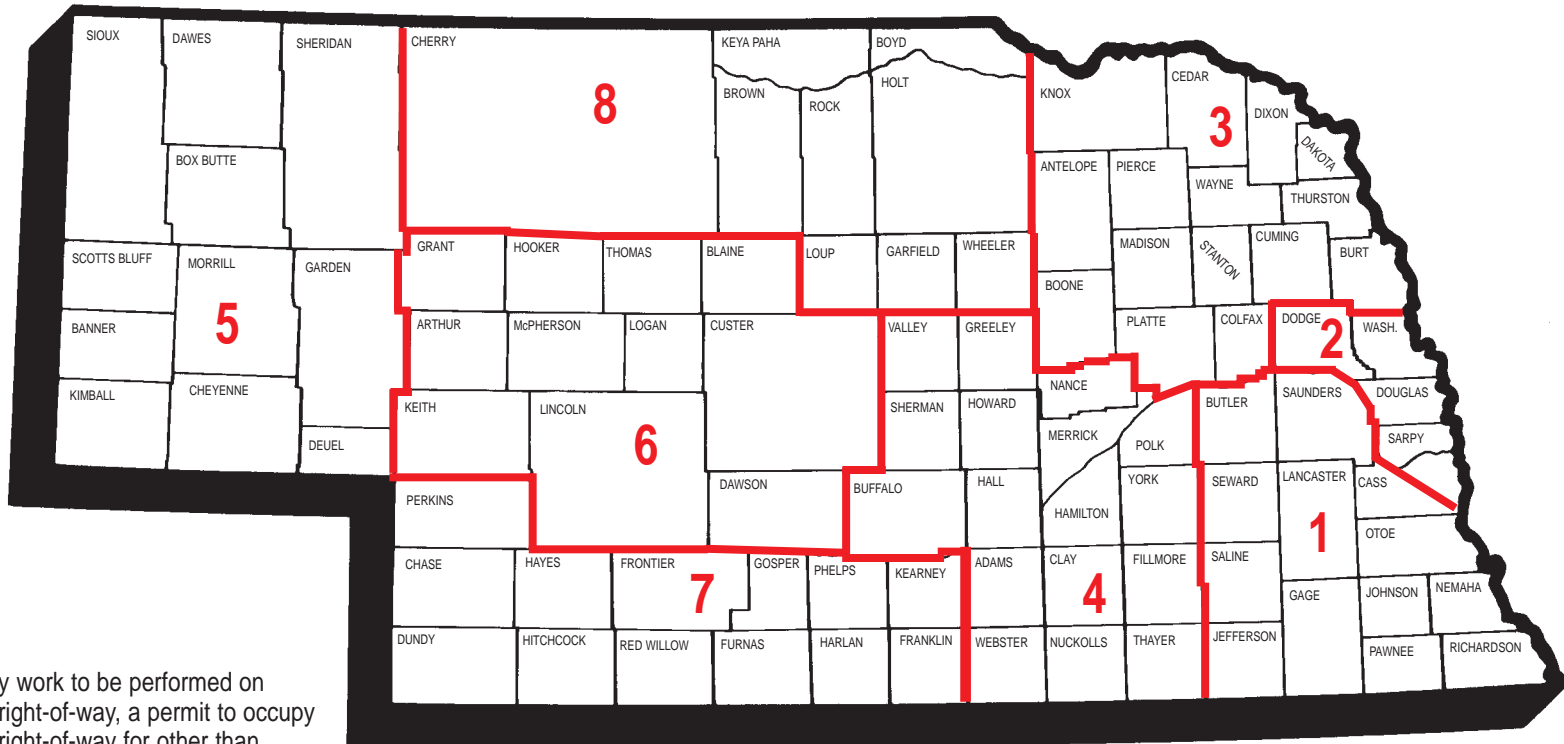 SIOUX
DAWES
SHERIDAN
CHERRY
KEYA PAHA
BOYD
8
BROWN
ROCK
HOLT
KNOX
CEDAR
3
DIXON
DAKOTA
BOX BUTTE
ANTELOPE
PIERCE
WAYNE
THURSTON
SCOTTS BLUFF
MORRILL
GARDEN
GRANT
HOOKER
THOMAS
BLAINE
LOUP
GARFIELD
WHEELER
MADISON
STANTON
CUMING
BURT
BOONE
5
BANNER
ARTHUR
McPHERSON
LOGAN
CUSTER
VALLEY
GREELEY
PLATTE
COLFAX
DODGE
2
WASH.
KIMBALL
CHEYENNE
DEUEL
KEITH
LINCOLN
6
SHERMAN
HOWARD
NANCE
MERRICK
POLK
BUTLER
SAUNDERS
DOUGLAS
SARPY
PERKINS
DAWSON
BUFFALO
HALL
HAMILTON
YORK
SEWARD
LANCASTER
CASS
1
OTOE
CHASE
HAYES
FRONTIER
7
GOSPER
PHELPS
KEARNEY
ADAMS
CLAY
4
FILLMORE
SALINE
GAGE
JOHNSON
NEMAHA
DUNDY
HITCHCOCK
RED WILLOW
FURNAS
HARLAN
FRANKLIN
WEBSTER
NUCKOLLS
THAYER
JEFFERSON
PAWNEE
RICHARDSON
y work to be performed on
right-of-way, a permit to occupy
right-of-way for other than